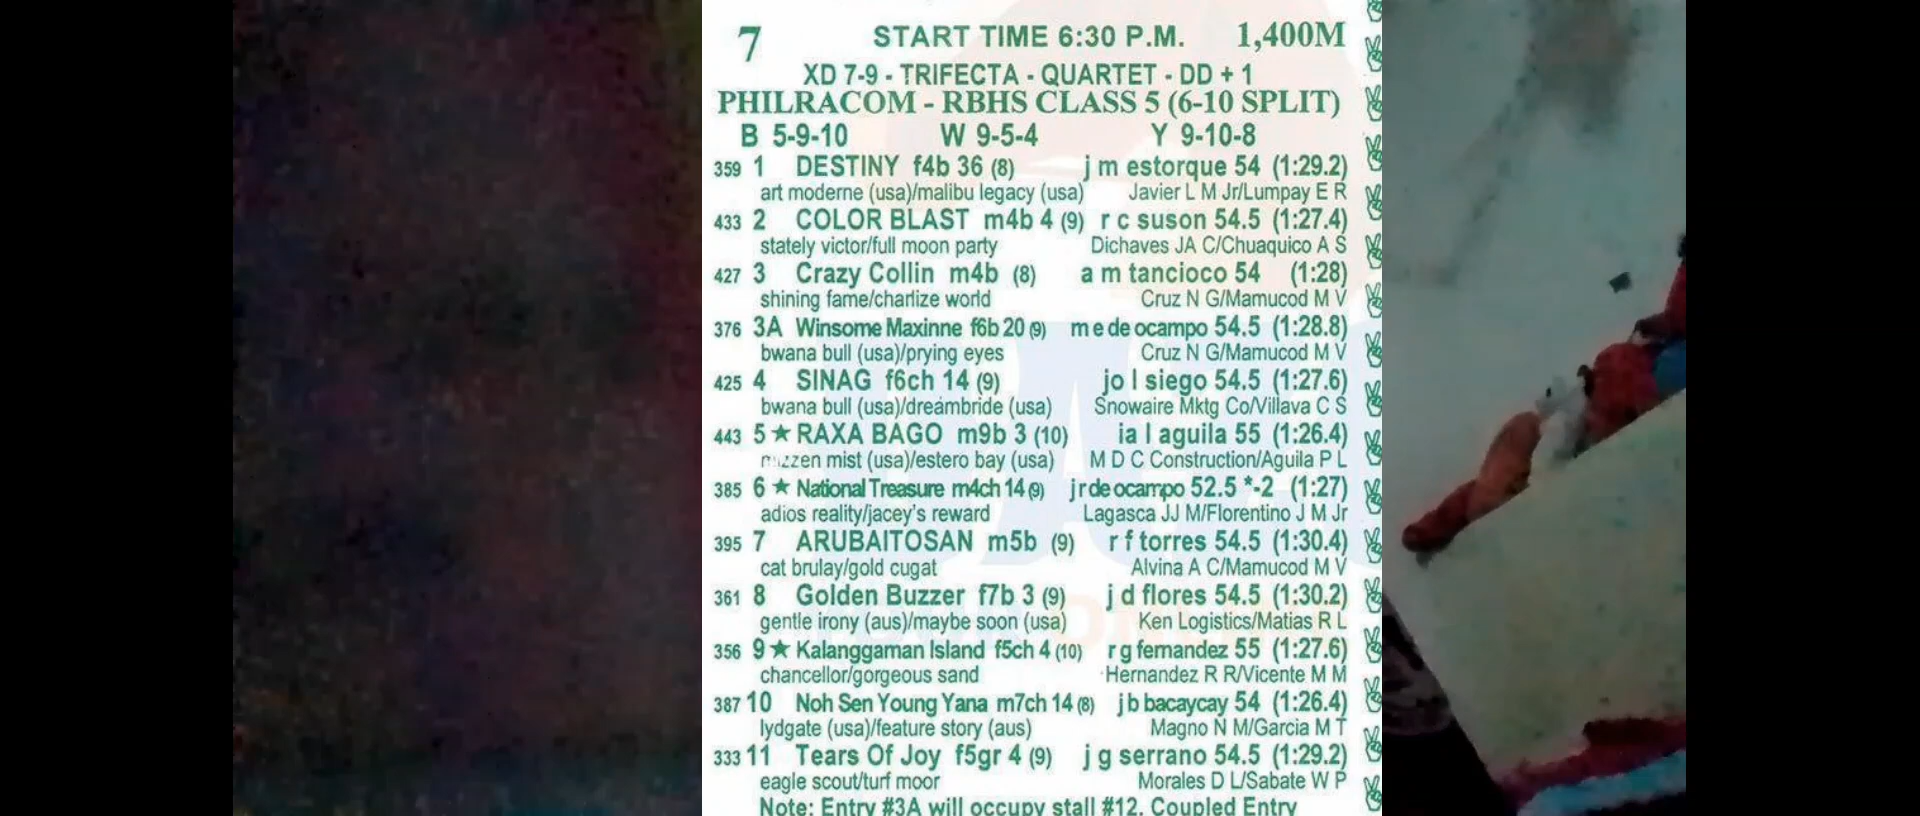 7 START TIME 6:30 P.M. 1,400M
XD 7-9 - TRIFECTA - QUARTET - DD + 1
PHILRACOM - RBHS CLASS 5 (6-10 SPLIT)
B 5-9-10 W 9-5-4 Y 9-10-8
359 1 DESTINY f4b 36 (8) j m estorque 54 (1:29.2)
art moderne (usa)/malibu legacy (usa) Javier L M Jr/Lumpay E R
433 2 COLOR BLAST m4b 4 (9) r c suson 54.5 (1:27.4)
stately victor/full moon party Dichaves JA C/Chuaquico A S
427 3 Crazy Collin m4b (8) a m tancioco 54 (1:28)
shining fame/charlize world Cruz N G/Mamucod M V
376 3A Winsome Maxinne f6b 20 (9) m e de ocampo 54.5 (1:28.8)
bwana bull (usa)/prying eyes Cruz N G/Mamucod M V
425 4 SINAG f6ch 14 (9) jo l siego 54.5 (1:27.6)
bwana bull (usa)/dreambride (usa) Snowaire Mktg Co/Villava C S
443 5 ★ RAXA BAGO m9b 3 (10) ia l aguila 55 (1:26.4)
mizzen mist (usa)/estero bay (usa) M D C Construction/Aguila P L
385 6 ★ National Treasure m4ch 14 (9) j r de ocampo 52.5 *-2 (1:27)
adios reality/jacey's reward Lagasca JJ M/Florentino J M Jr
395 7 ARUBAITOSAN m5b (9) r f torres 54.5 (1:30.4)
cat brulay/gold cugat Alvina A C/Mamucod M V
361 8 Golden Buzzer f7b 3 (9) j d flores 54.5 (1:30.2)
gentle irony (aus)/maybe soon (usa) Ken Logistics/Matias R L
356 9 ★ Kalanggaman Island f5ch 4 (10) r g fernandez 55 (1:27.6)
chancellor/gorgeous sand Hernandez R R/Vicente M M
387 10 Noh Sen Young Yana m7ch 14 (8) j b bacaycay 54 (1:26.4)
lydgate (usa)/feature story (aus) Magno N M/Garcia M T
333 11 Tears Of Joy f5gr 4 (9) j g serrano 54.5 (1:29.2)
eagle scout/turf moor Morales D L/Sabate W P
Note: Entry #3A will occupy stall #12. Coupled Entry